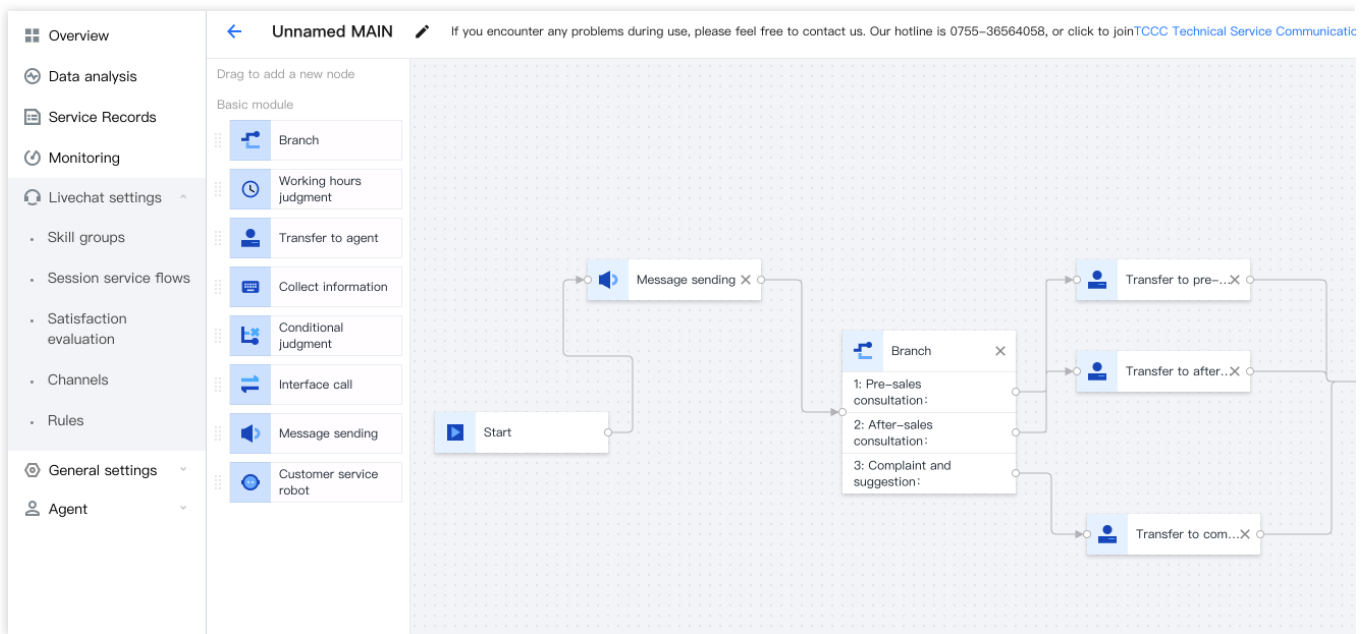 Overview
Data analysis
Service Records
Monitoring
Livechat settings
Skill groups
Session service flows
Satisfaction
evaluation
Channels
Rules
General settings
Agent
Unnamed MAIN
If you encounter any problems during use, please feel free to contact us. Our hotline is 0755-36564058, or click to joinTCCC Technical Service Communicatio
Drag to add a new node
Basic module
Branch
Working hours
judgment
Transfer to agent
Collect information
Conditional
judgment
Interface call
Message sending
Customer service
robot
Start
Message sending
Branch
1: Pre-sales
consultation:
2: After-sales
consultation:
3: Complaint and
suggestion:
Transfer to pre-...
Transfer to after...
Transfer to com...